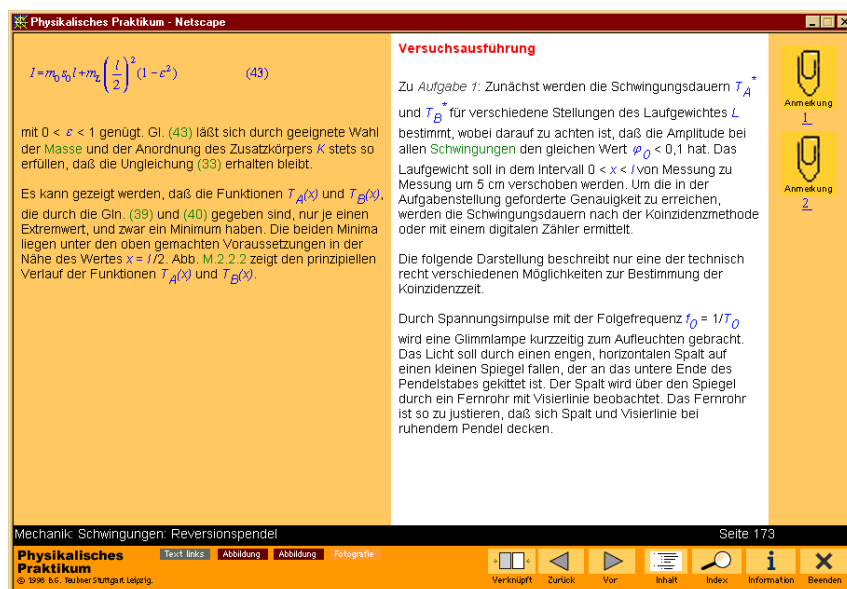 Physikalisches Praktikum - Netscape
I=m₀s₀l+m_Z(l/2)²(1-ε²) (43)
mit 0 < ε < 1 genügt. Gl. (43) läßt sich durch geeignete Wahl
der Masse und der Anordnung des Zusatzkörpers K stets so
erfüllen, daß die Ungleichung (33) erhalten bleibt.
Es kann gezeigt werden, daß die Funktionen T_A(x) und T_B(x),
die durch die Gln. (39) und (40) gegeben sind, nur je einen
Extremwert, und zwar ein Minimum haben. Die beiden Minima
liegen unter den oben gemachten Voraussetzungen in der
Nähe des Wertes x = l /2. Abb. M.2.2.2 zeigt den prinzipiellen
Verlauf der Funktionen T_A(x) und T_B(x).
Versuchsausführung
Zu Aufgabe 1: Zunächst werden die Schwingungsdauern T_A*
und T_B* für verschiedene Stellungen des Laufgewichtes L
bestimmt, wobei darauf zu achten ist, daß die Amplitude bei
allen Schwingungen den gleichen Wert φ₀ < 0,1 hat. Das
Laufgewicht soll in dem Intervall 0 < x < l von Messung zu
Messung um 5 cm verschoben werden. Um die in der
Aufgabenstellung geforderte Genauigkeit zu erreichen,
werden die Schwingungsdauern nach der Koinzidenzmethode
oder mit einem digitalen Zähler ermittelt.
Die folgende Darstellung beschreibt nur eine der technisch
recht verschiedenen Möglichkeiten zur Bestimmung der
Koinzidenzzeit.
Durch Spannungsimpulse mit der Folgefrequenz f₀ = 1/T₀
wird eine Glimmlampe kurzzeitig zum Aufleuchten gebracht.
Das Licht soll durch einen engen, horizontalen Spalt auf
einen kleinen Spiegel fallen, der an das untere Ende des
Pendelstabes gekittet ist. Der Spalt wird über den Spiegel
durch ein Fernrohr mit Visierlinie beobachtet. Das Fernrohr
ist so zu justieren, daß sich Spalt und Visierlinie bei
ruhendem Pendel decken.
Anmerkung
1
Anmerkung
2
Mechanik: Schwingungen: Reversionspendel Seite 173
Physikalisches
Praktikum
© 1998 B.G. Teubner Stuttgart Leipzig.
Text links Abbildung Abbildung Fotografie
Verknüpft Zurück Vor Inhalt Index Information Beenden